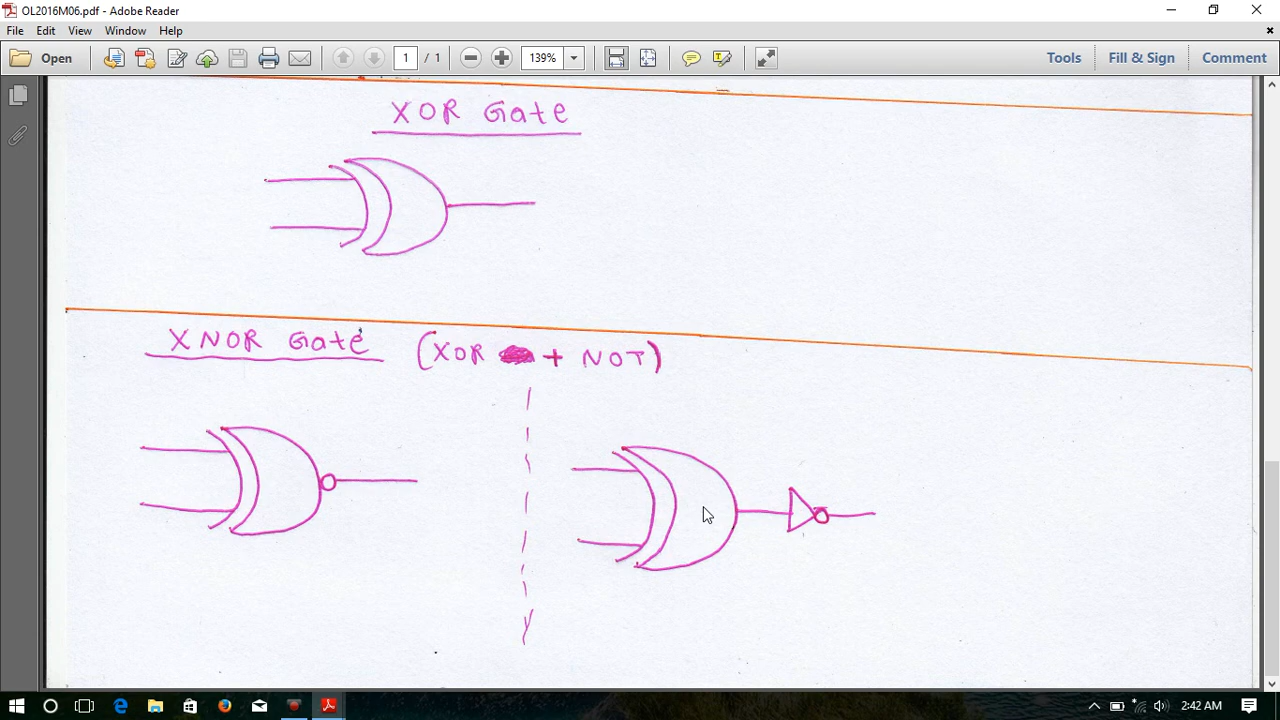 OL2016M06.pdf - Adobe Reader
File Edit View Window Help
Open 1 / 1 139% Tools Fill & Sign Comment
XOR Gate
XNOR Gate (XOR + NOT)
2:42 AM